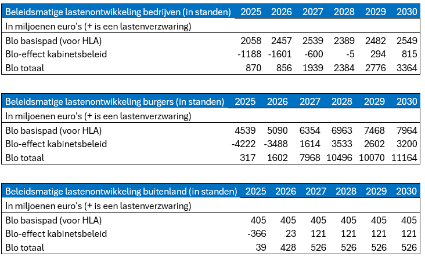 Beleidsmatige lastenontwikkeling bedrijven (in standen) 2025 2026 2027 2028 2029 2030
In miljoenen euro's (+ is een lastenverzwaring)
Blo basispad (voor HLA) 2058 2457 2539 2389 2482 2549
Blo-effect kabinetsbeleid -1188 -1601 -600 -5 294 815
Blo totaal 870 856 1939 2384 2776 3364
Beleidsmatige lastenontwikkeling burgers (in standen) 2025 2026 2027 2028 2029 2030
In miljoenen euro's (+ is een lastenverzwaring)
Blo basispad (voor HLA) 4539 5090 6354 6963 7468 7964
Blo-effect kabinetsbeleid -4222 -3488 1614 3533 2602 3200
Blo totaal 317 1602 7968 10496 10070 11164
Beleidsmatige lastenontwikkeling buitenland (in standen) 2025 2026 2027 2028 2029 2030
In miljoenen euro's (+ is een lastenverzwaring)
Blo basispad (voor HLA) 405 405 405 405 405 405
Blo-effect kabinetsbeleid -366 23 121 121 121 121
Blo totaal 39 428 526 526 526 526